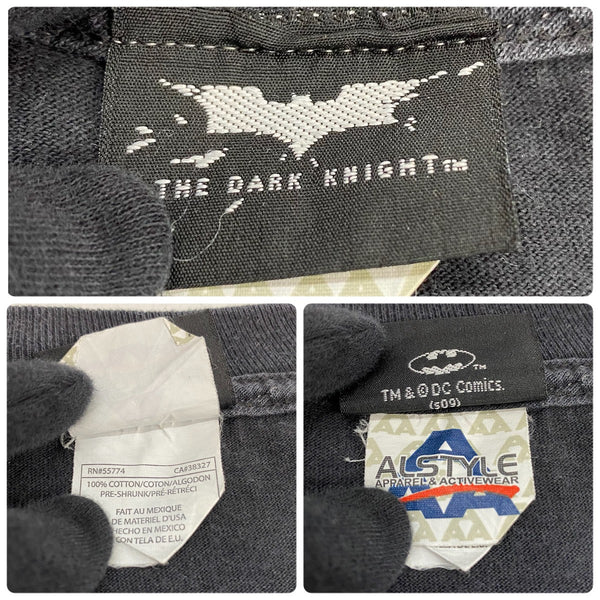 THE DARK KNIGHT™
RN#55774 CA#38327
100% COTTON/COTON/ALGODON
PRE-SHRUNK/PRÉ-RÉTRÉCI
FAIT AU MEXIQUE
DE MATERIEL D'USA
HECHO EN MEXICO
CON TELA DE E.U.
TM
TM & © DC Comics.
(s09)
AA
ALSTYLE
APPAREL & ACTIVEWEAR